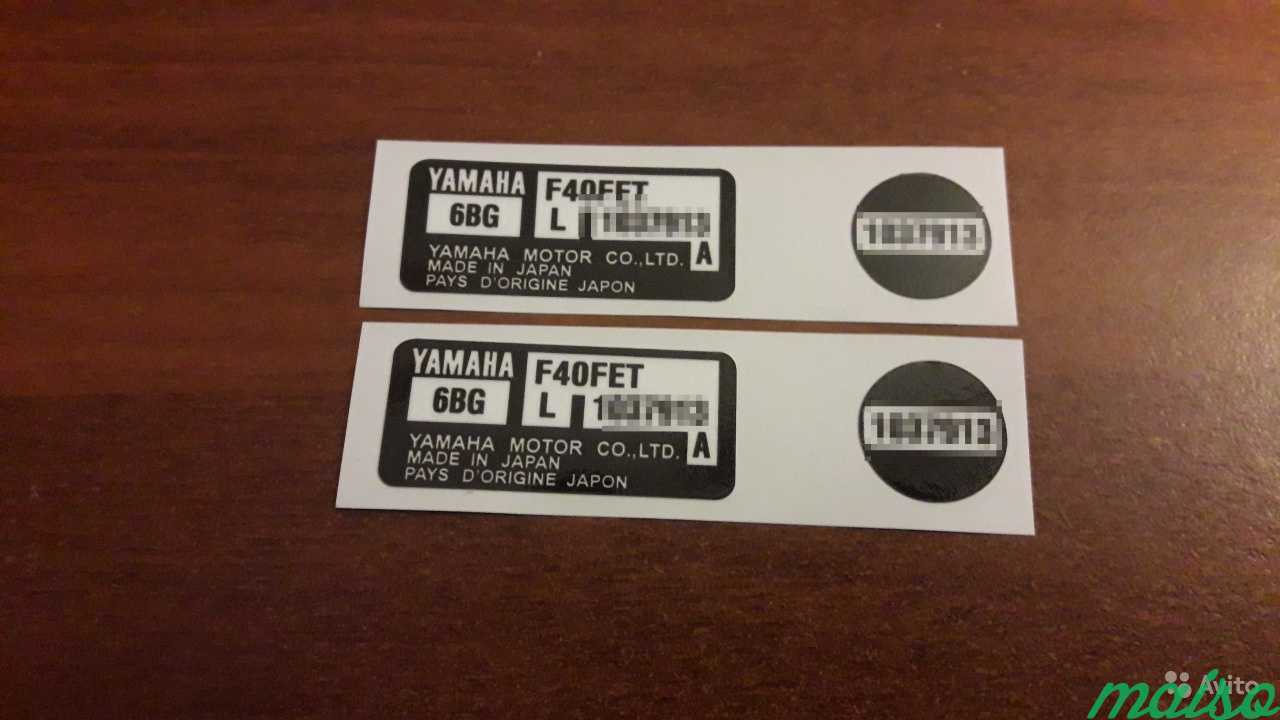 YAMAHA
6BG
F40FET
L
A
YAMAHA MOTOR CO.,LTD.
MADE IN JAPAN
PAYS D'ORIGINE JAPON
YAMAHA
6BG
F40FET
L
A
YAMAHA MOTOR CO.,LTD.
MADE IN JAPAN
PAYS D'ORIGINE JAPON
Avito
maiso